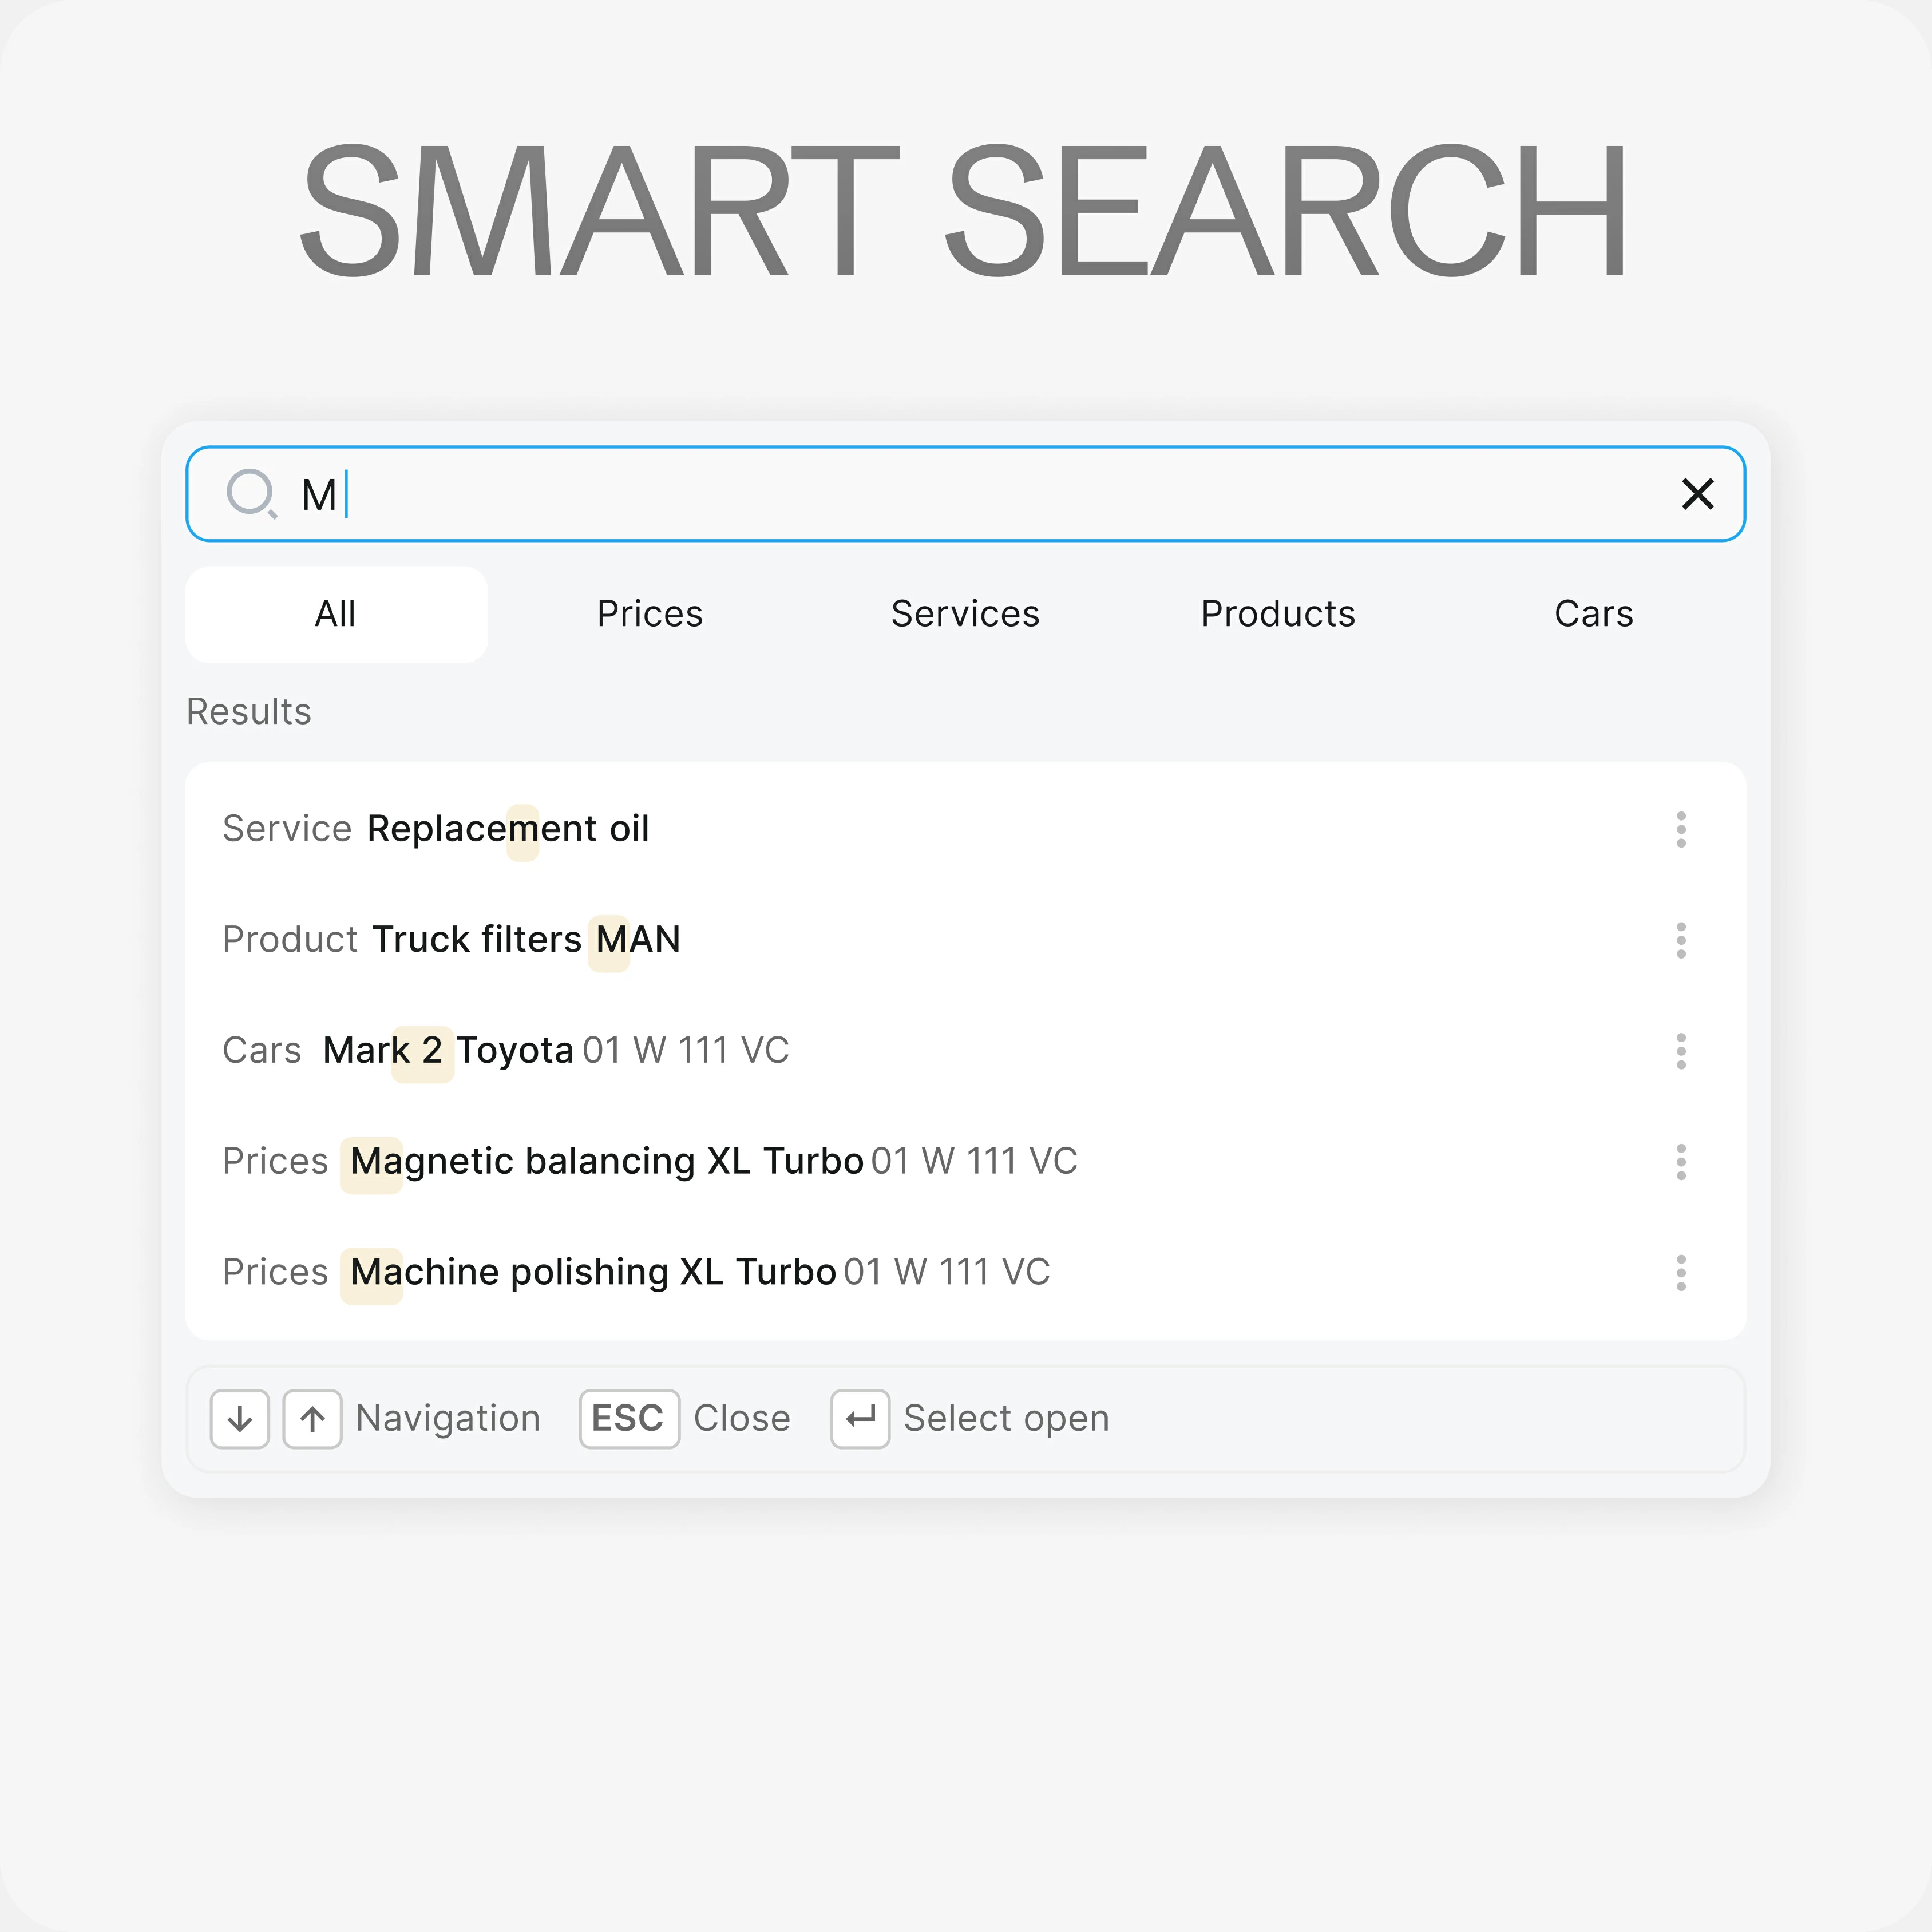 SMART SEARCH
M
All Prices Services Products Cars
Results
Service Replacement oil
Product Truck filters MAN
Cars Mark 2 Toyota 01 W 111 VC
Prices Magnetic balancing XL Turbo 01 W 111 VC
Prices Machine polishing XL Turbo 01 W 111 VC
Navigation ESC Close Select open